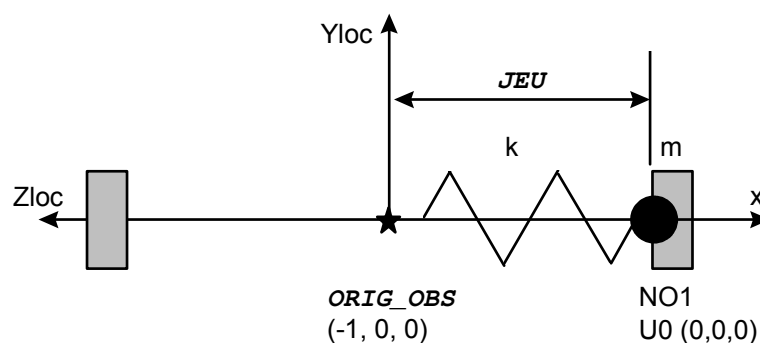 Yloc
JEU
k
m
Zloc
x
ORIG_OBS
(-1, 0, 0)
NO1
U0 (0,0,0)